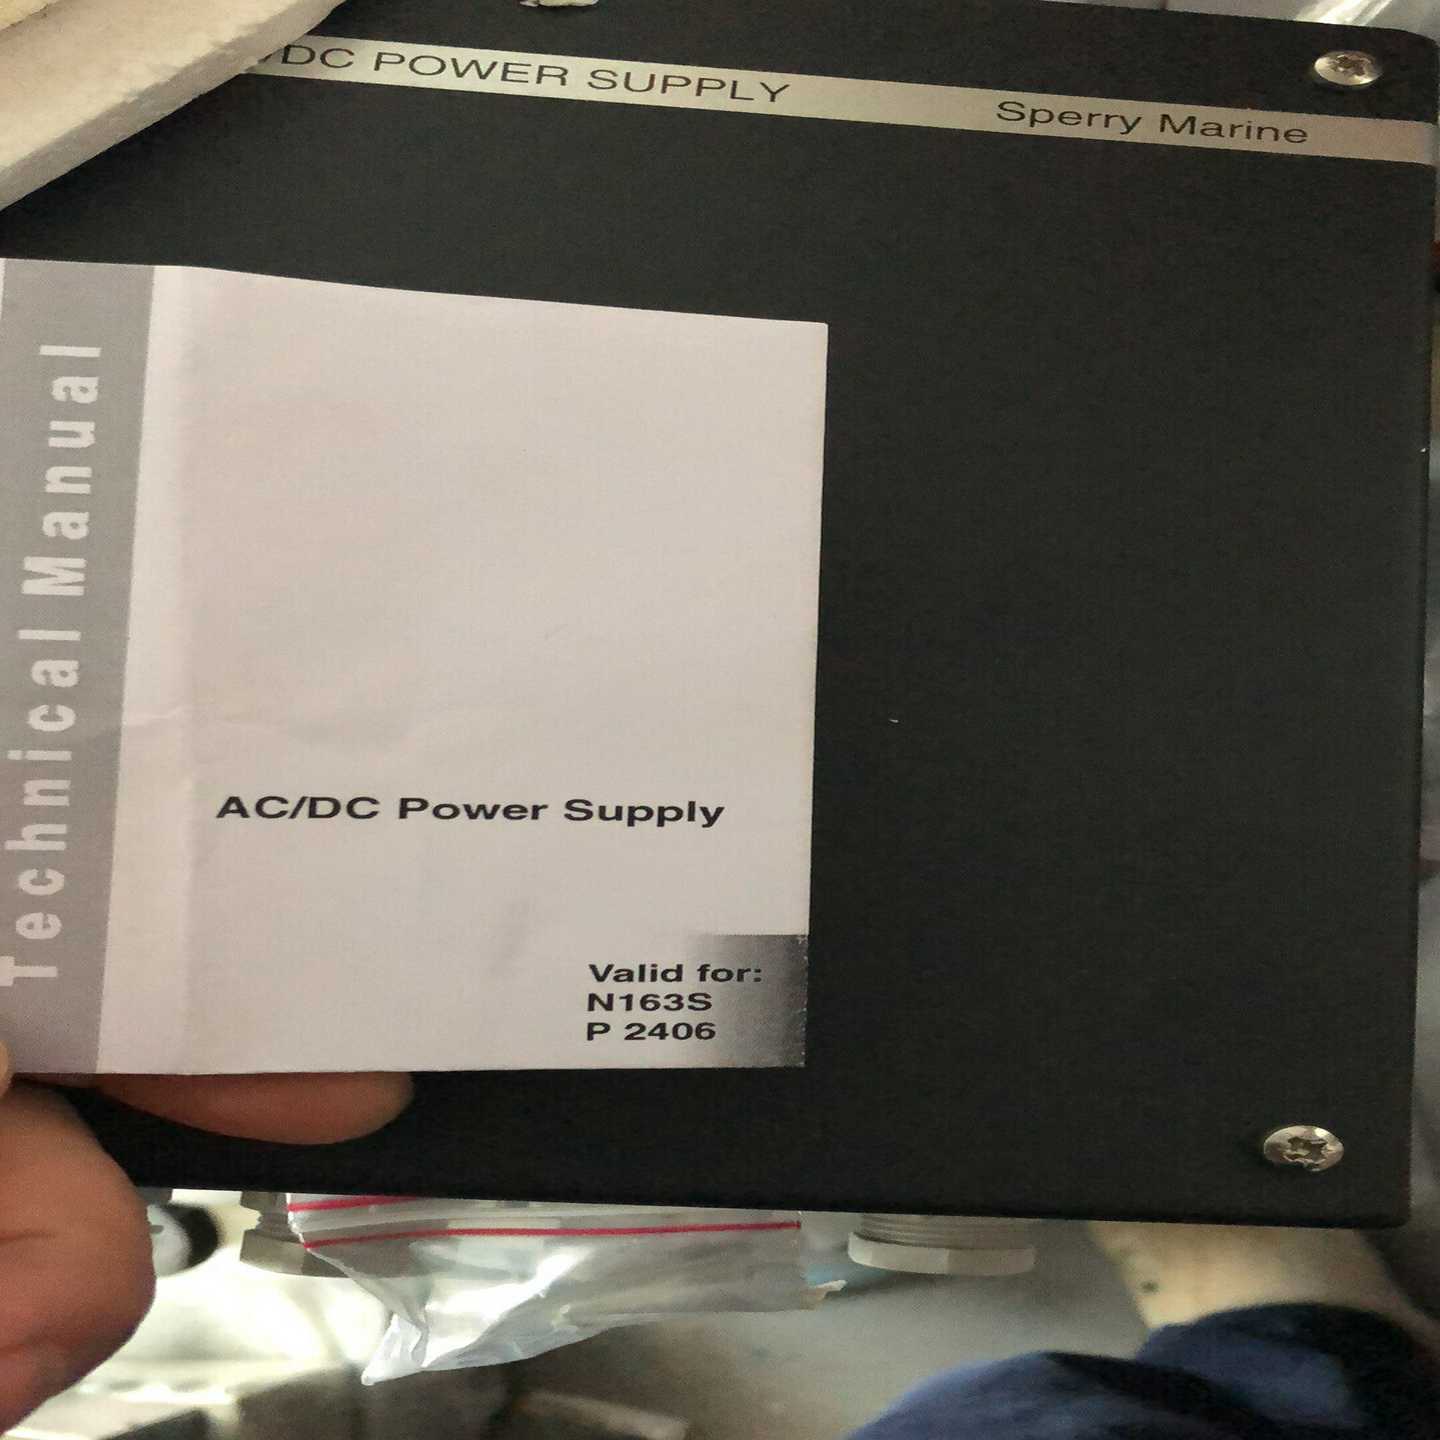 /DC POWER SUPPLY
Sperry Marine
Technical Manual
AC/DC Power Supply
Valid for:
N163S
P 2406